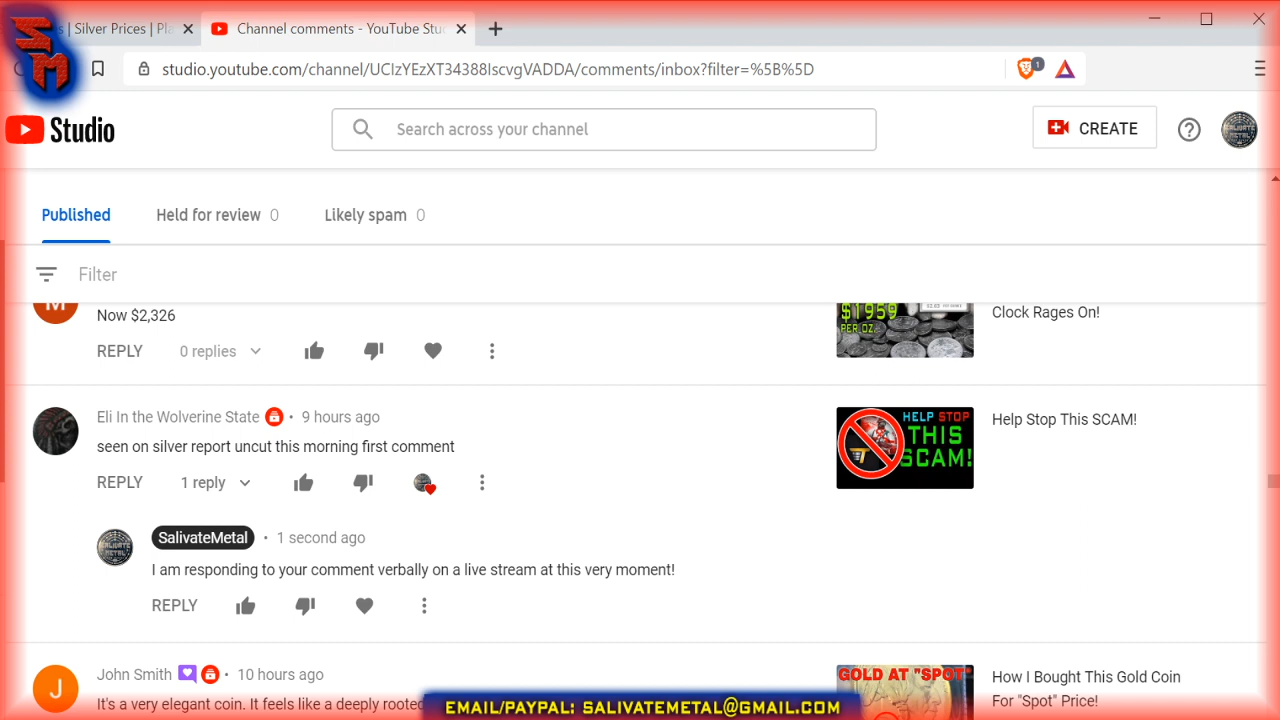 SM
s | Silver Prices | Pla
Channel comments - YouTube Stud
studio.youtube.com/channel/UCIzYEzXT34388IscvgVADDA/comments/inbox?filter=%5B%5D
1
Studio
Search across your channel
CREATE
Published
Held for review 0
Likely spam 0
Filter
M
Now $2,326
$1959
PER OZ.
Clock Rages On!
REPLY
0 replies
Eli In the Wolverine State • 9 hours ago
seen on silver report uncut this morning first comment
REPLY
1 reply
HELP STOP
THIS
SCAM!
Help Stop This SCAM!
SALIVATE
METAL
SalivateMetal • 1 second ago
I am responding to your comment verbally on a live stream at this very moment!
REPLY
J
John Smith • 10 hours ago
It's a very elegant coin. It feels like a deeply rooted
GOLD AT "SPOT"
How I Bought This Gold Coin
For "Spot" Price!
EMAIL/PAYPAL: SALIVATEMETAL@GMAIL.COM